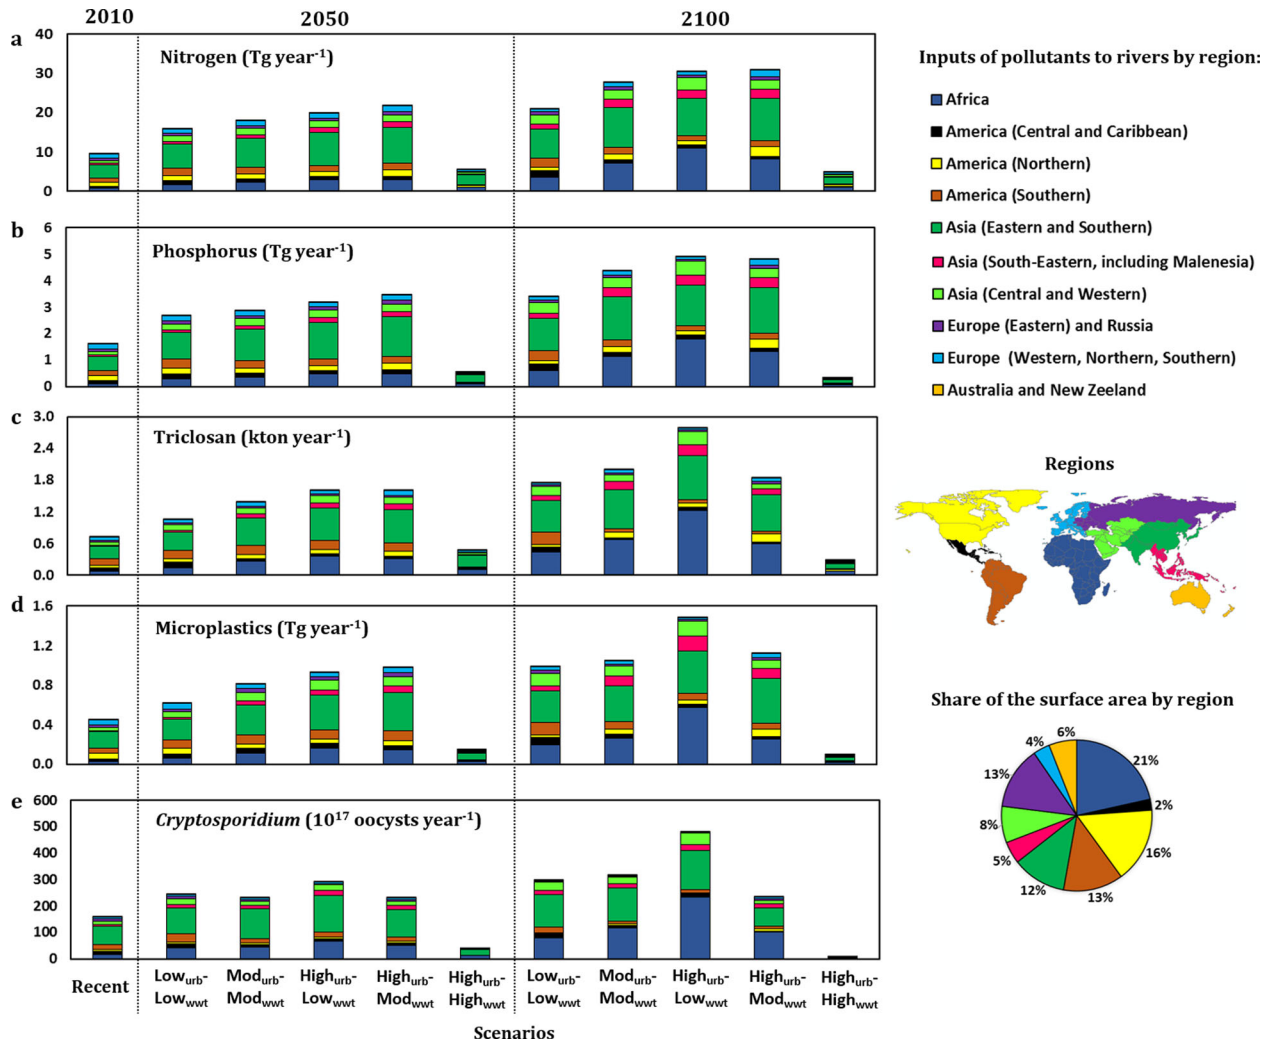 2010
2050
2100
a
Nitrogen (Tg year-1)
40
30
20
10
0
b
Phosphorus (Tg year-1)
6
5
4
3
2
1
0
c
Triclosan (kton year-1)
3.0
2.4
1.8
1.2
0.6
0.0
d
Microplastics (Tg year-1)
1.6
1.2
0.8
0.4
0.0
e
Cryptosporidium (10^17 oocysts year-1)
600
500
400
300
200
100
0
Recent
Lowurb-
Lowwwt
Modurb-
Modwwt
Highurb-
Lowwwt
Highurb-
Modwwt
Highurb-
Highwwt
Lowurb-
Lowwwt
Modurb-
Modwwt
Highurb-
Lowwwt
Highurb-
Modwwt
Highurb-
Highwwt
Scenarios
Inputs of pollutants to rivers by region:
Africa
America (Central and Caribbean)
America (Northern)
America (Southern)
Asia (Eastern and Southern)
Asia (South-Eastern, including Malenesia)
Asia (Central and Western)
Europe (Eastern) and Russia
Europe (Western, Northern, Southern)
Australia and New Zeeland
Regions
Share of the surface area by region
21%
2%
16%
13%
12%
5%
8%
13%
4%
6%